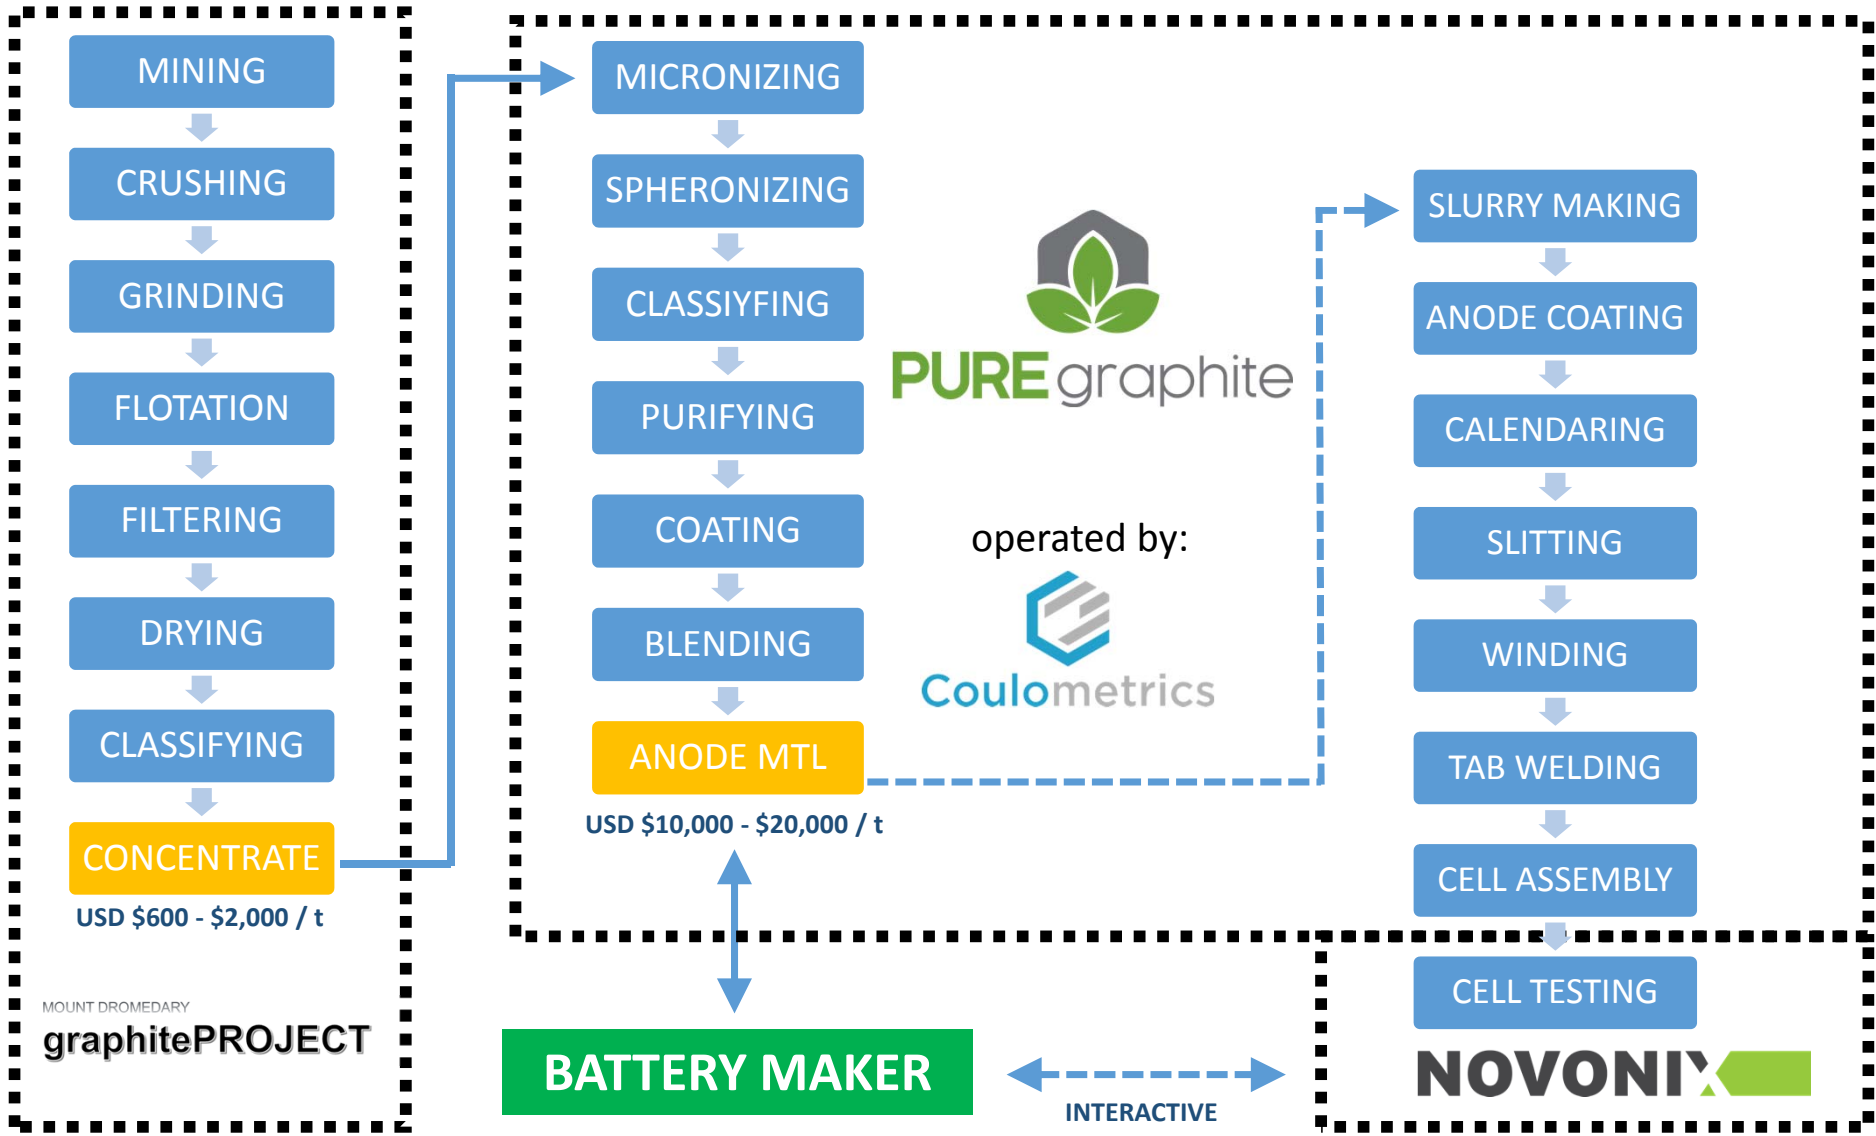 MINING
CRUSHING
GRINDING
FLOTATION
FILTERING
DRYING
CLASSIFYING
CONCENTRATE
USD $600 - $2,000 / t
MOUNT DROMEDARY
graphitePROJECT
MICRONIZING
SPHERONIZING
CLASSIYFING
PURIFYING
COATING
BLENDING
ANODE MTL
USD $10,000 - $20,000 / t
PUREgraphite
operated by:
Coulometrics
SLURRY MAKING
ANODE COATING
CALENDARING
SLITTING
WINDING
TAB WELDING
CELL ASSEMBLY
CELL TESTING
NOVONIX
BATTERY MAKER
INTERACTIVE